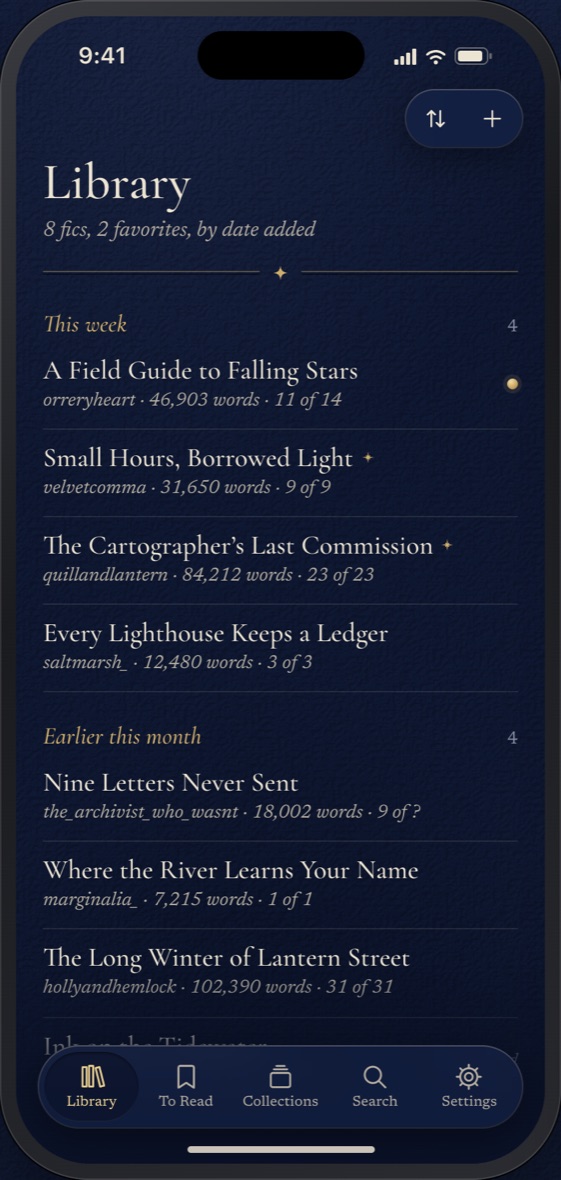 9:41
Library
8 fics, 2 favorites, by date added
This week 4
A Field Guide to Falling Stars
orreryheart · 46,903 words · 11 of 14
Small Hours, Borrowed Light
velvetcomma · 31,650 words · 9 of 9
The Cartographer’s Last Commission
quillandlantern · 84,212 words · 23 of 23
Every Lighthouse Keeps a Ledger
saltmarsh_ · 12,480 words · 3 of 3
Earlier this month 4
Nine Letters Never Sent
the_archivist_who_wasnt · 18,002 words · 9 of ?
Where the River Learns Your Name
marginalia_ · 7,215 words · 1 of 1
The Long Winter of Lantern Street
hollyandhemlock · 102,390 words · 31 of 31
Ink on the Tidewater
Library To Read Collections Search Settings